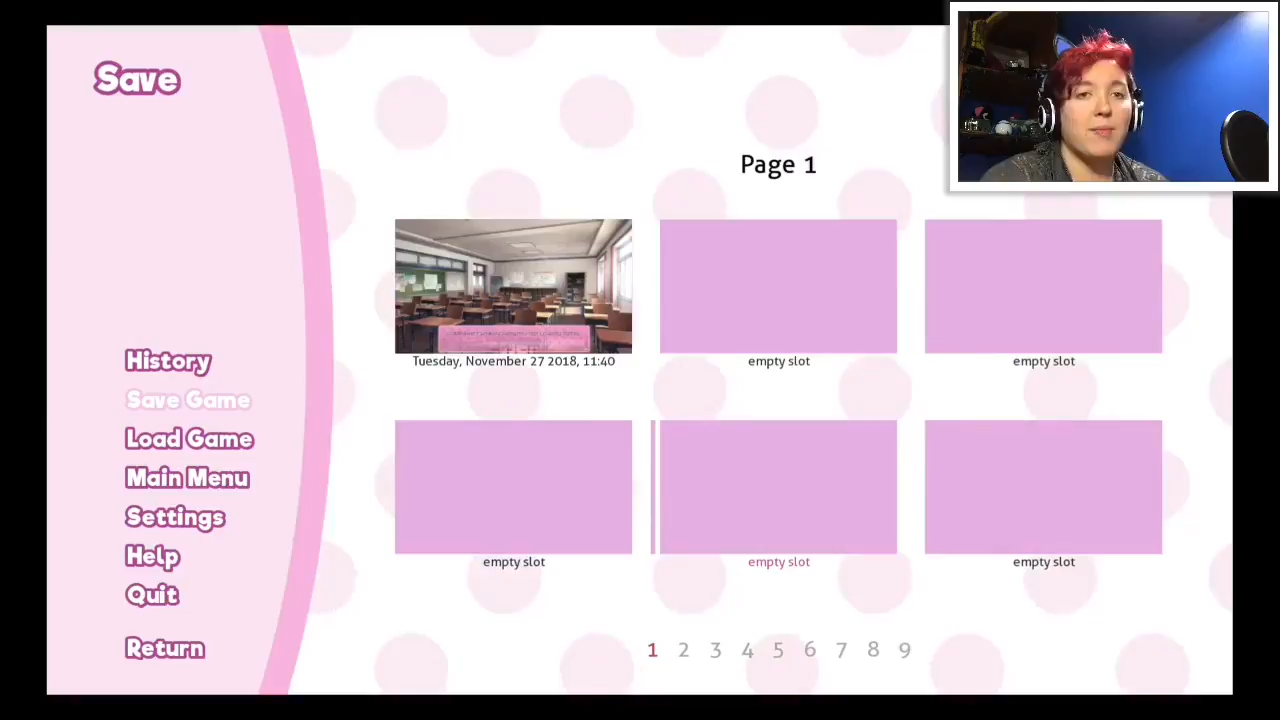 Save
Page 1
Tuesday, November 27 2018, 11:40
empty slot
empty slot
History
Save Game
Load Game
Main Menu
Settings
Help
Quit
Return
empty slot
empty slot
empty slot
1 2 3 4 5 6 7 8 9